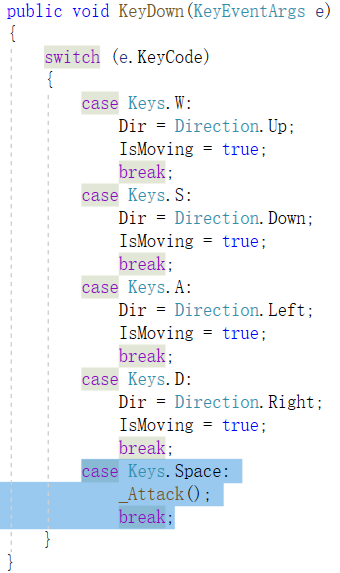 public void KeyDown(KeyEventArgs e)
{
    switch (e.KeyCode)
    {
        case Keys.W:
            Dir = Direction.Up;
            IsMoving = true;
            break;
        case Keys.S:
            Dir = Direction.Down;
            IsMoving = true;
            break;
        case Keys.A:
            Dir = Direction.Left;
            IsMoving = true;
            break;
        case Keys.D:
            Dir = Direction.Right;
            IsMoving = true;
            break;
        case Keys.Space:
            _Attack();
            break;
    }
}